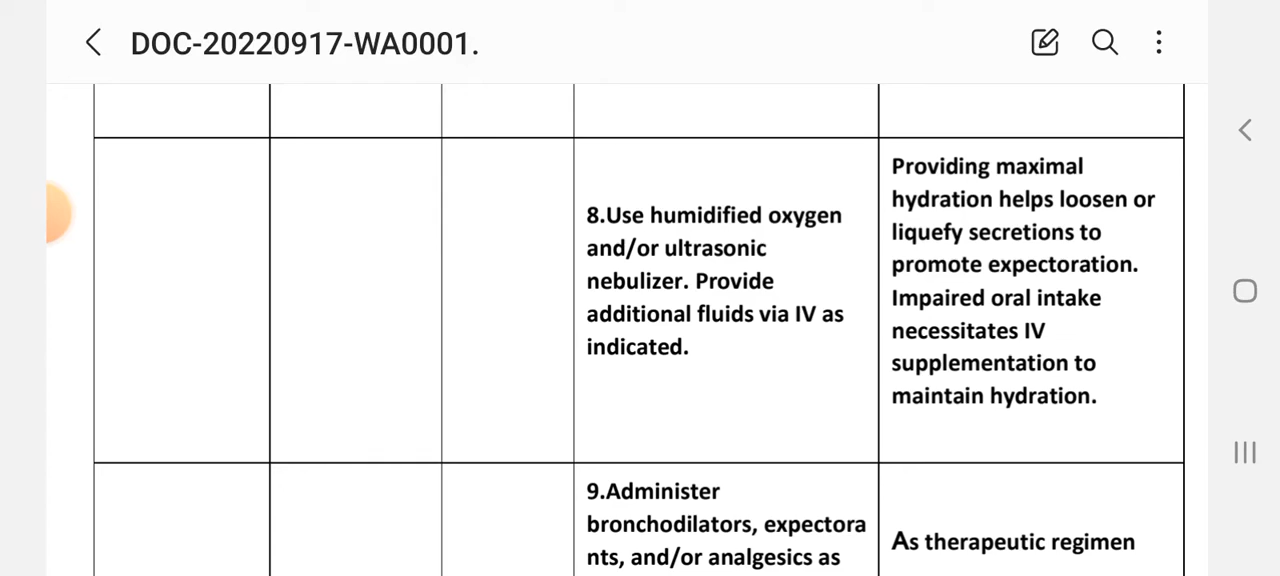 DOC-20220917-WA0001.
8.Use humidified oxygen
and/or ultrasonic
nebulizer. Provide
additional fluids via IV as
indicated.
Providing maximal
hydration helps loosen or
liquefy secretions to
promote expectoration.
Impaired oral intake
necessitates IV
supplementation to
maintain hydration.
9.Administer
bronchodilators, expectora
nts, and/or analgesics as
As therapeutic regimen